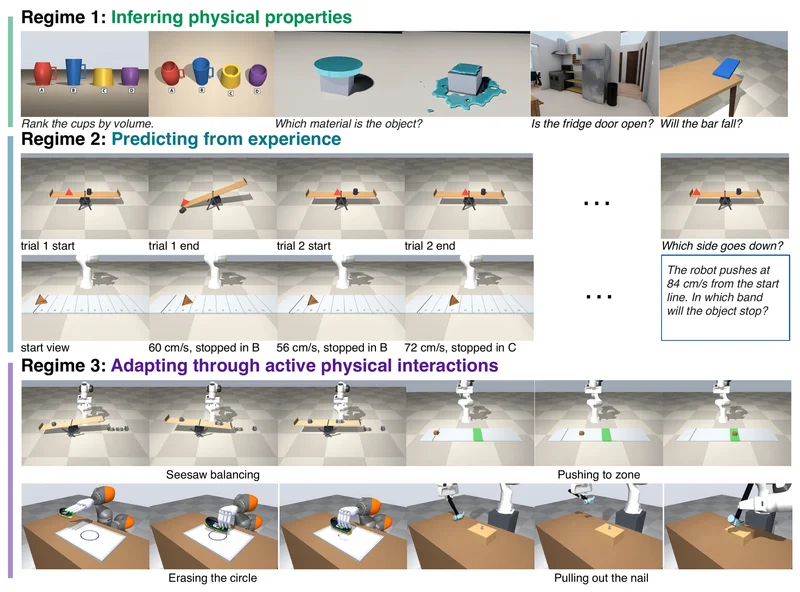 Regime 1: Inferring physical properties
A B C D
A B C D
Rank the cups by volume.
Which material is the object?
Is the fridge door open?
Will the bar fall?
Regime 2: Predicting from experience
...
trial 1 start
trial 1 end
trial 2 start
trial 2 end
Which side goes down?
...
The robot pushes at
84 cm/s from the start
line. In which band
will the object stop?
start view
60 cm/s, stopped in B
56 cm/s, stopped in B
72 cm/s, stopped in C
Regime 3: Adapting through active physical interactions
Seesaw balancing
Pushing to zone
Erasing the circle
Pulling out the nail